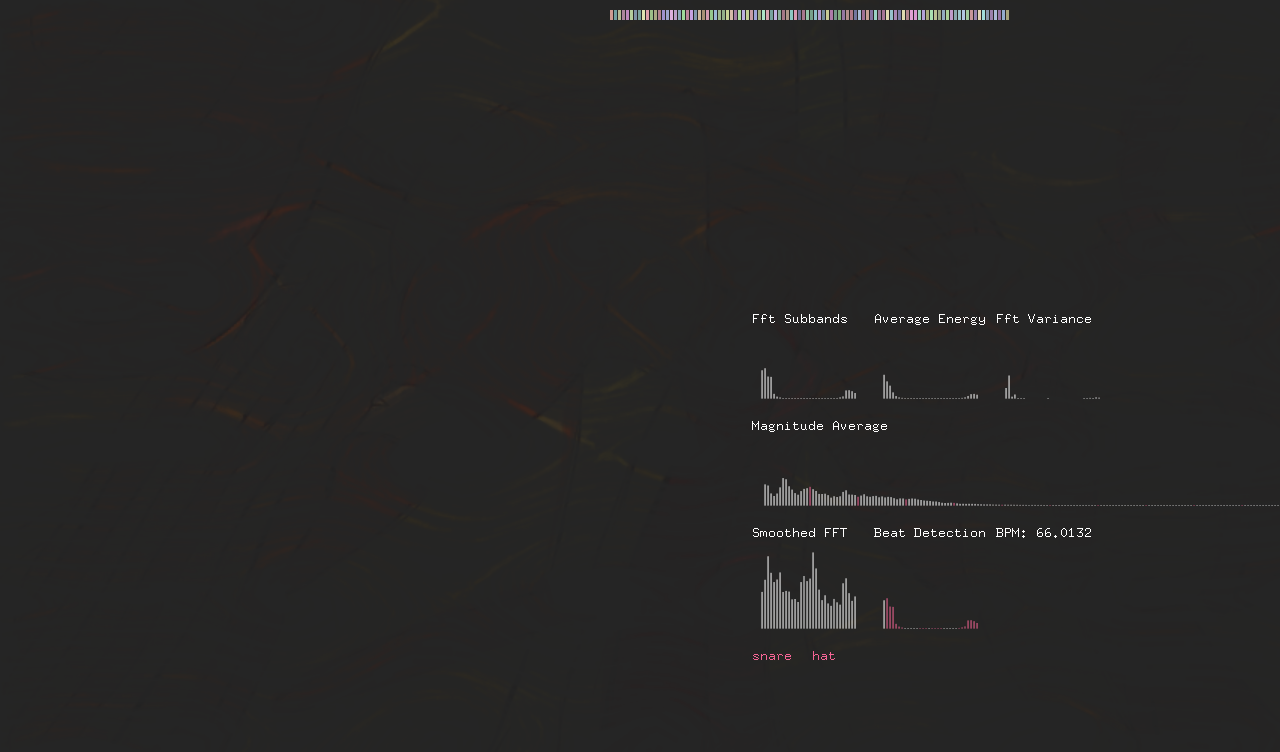 Fft Subbands Average Energy Fft Variance
Magnitude Average
Smoothed FFT Beat Detection BPM: 66.0132
snare hat